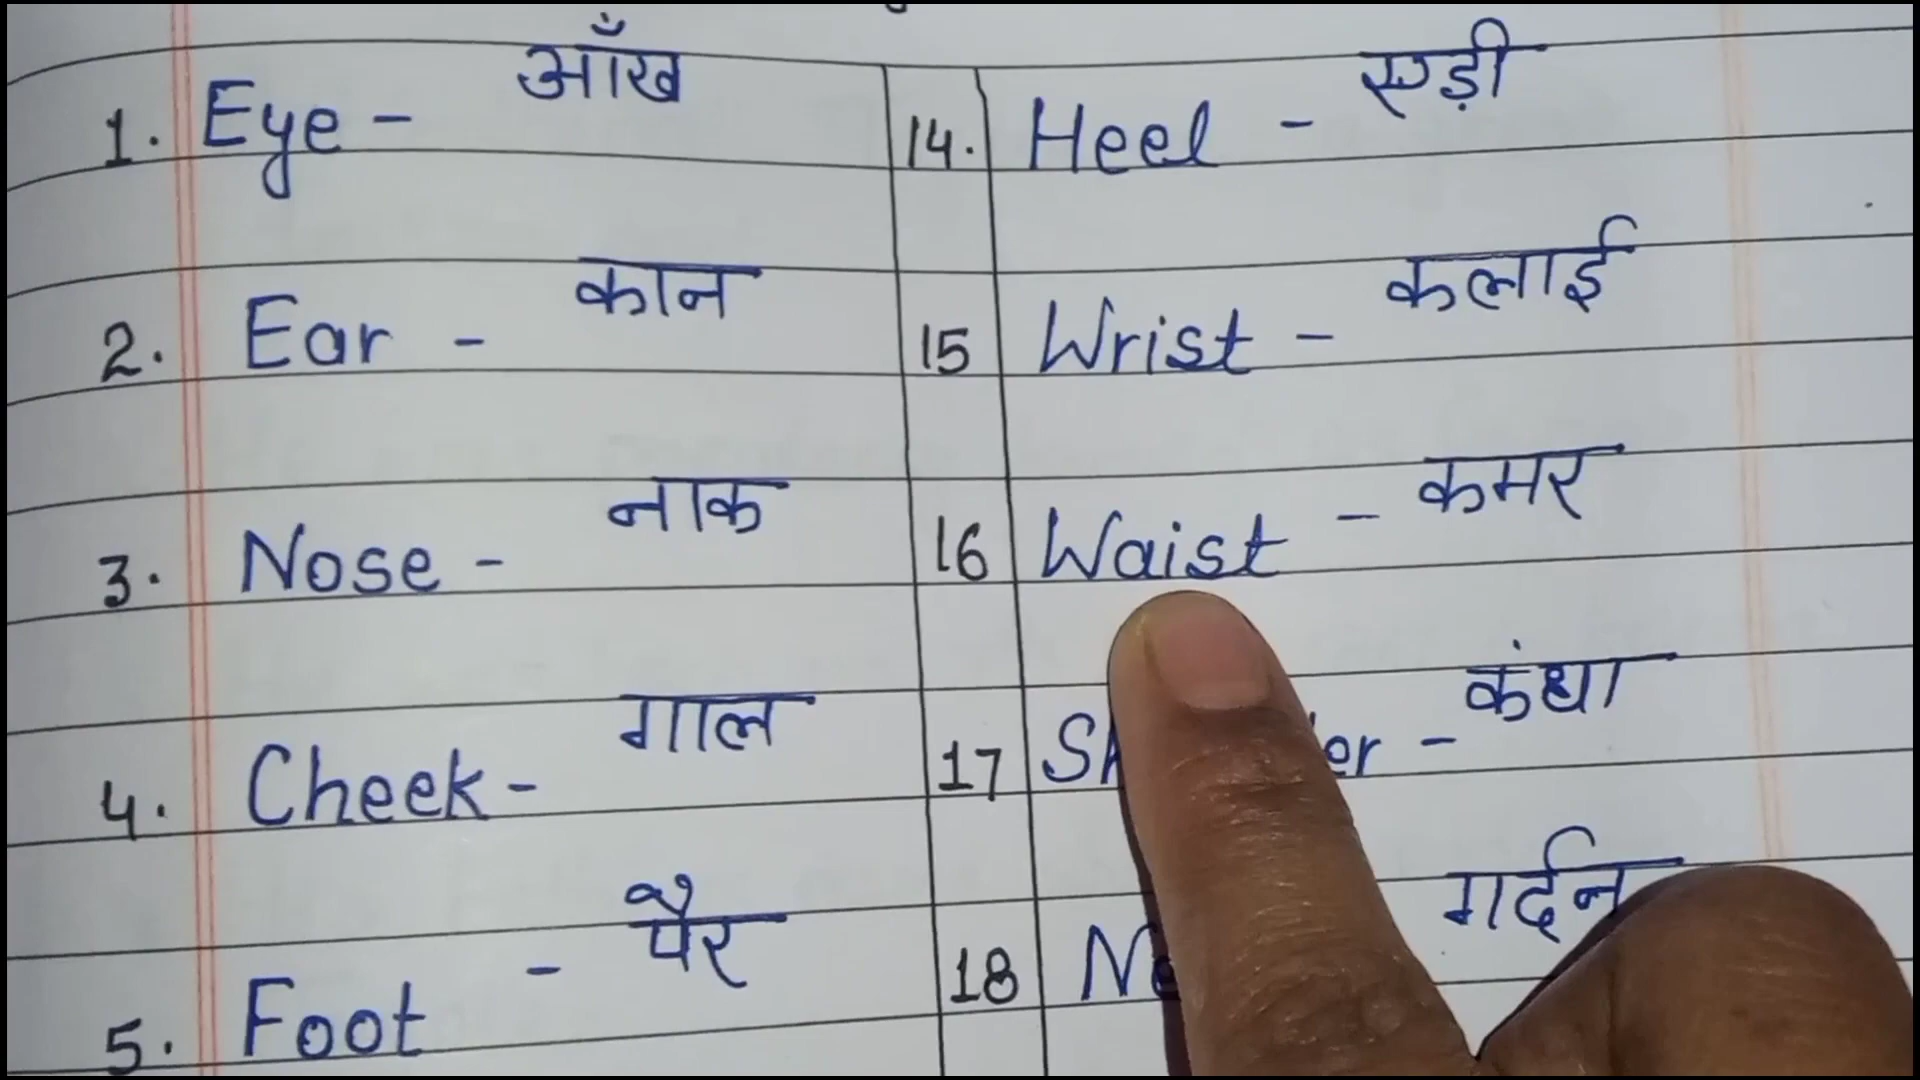 1. Eye - आँख
2. Ear - कान
3. Nose - नाक
4. Cheek - गाल
5. Foot - पैर
14. Heel - एड़ी
15 Wrist - कलाई
16 Waist - कमर
17 - कंधा
18 गर्दन